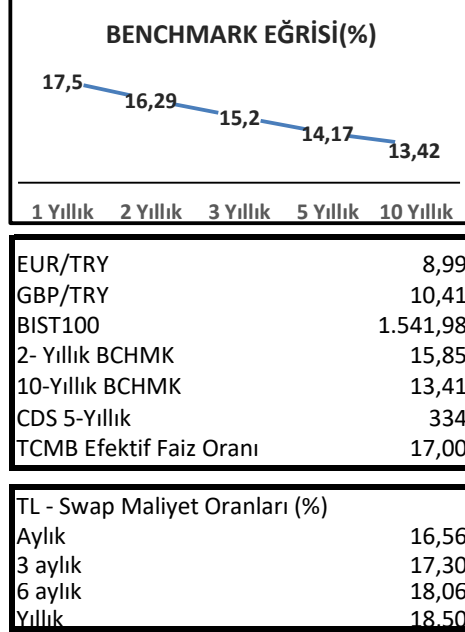 BENCHMARK EĞRİSİ(%)
17,5
16,29
15,2
14,17
13,42
1 Yıllık 2 Yıllık 3 Yıllık 5 Yıllık 10 Yıllık
EUR/TRY 8,99
GBP/TRY 10,41
BIST100 1.541,98
2- Yıllık BCHMK 15,85
10-Yıllık BCHMK 13,41
CDS 5-Yıllık 334
TCMB Efektif Faiz Oranı 17,00
TL - Swap Maliyet Oranları (%)
Aylık 16,56
3 aylık 17,30
6 aylık 18,06
Yıllık 18,50